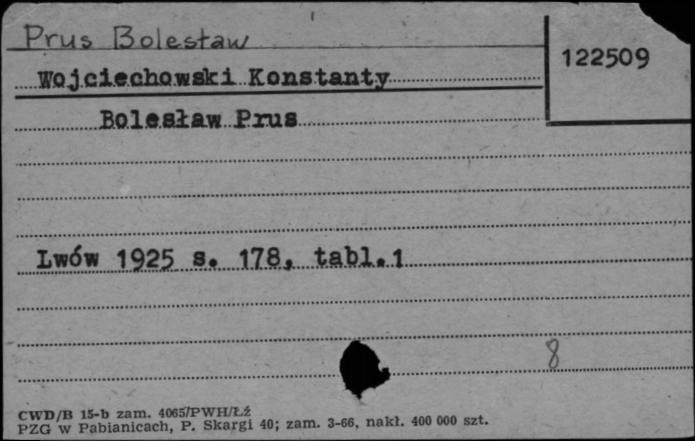 Prus Bolesław
122509
Wojciechowski Konstanty
Bolesław Prus
Lwów 1925 s. 178, tabl.1
8
CWD/B 15-b zam. 4065/PWH/Łź
PZG w Pabianicach, P. Skargi 40; zam. 3-66, nakł. 400 000 szt.